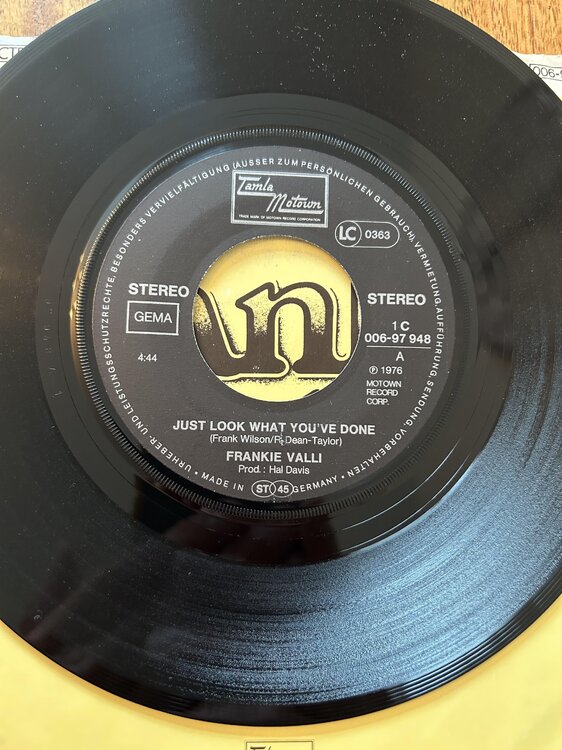 006-
Tamla
Motown
TRADE MARK OF MOTOWN RECORD CORPORATION
LC 0363
STEREO
STEREO
GEMA
1 C
006-97 948
4:44
A
℗ 1976
MOTOWN
RECORD
CORP.
JUST LOOK WHAT YOU'VE DONE
(Frank Wilson/R. Dean-Taylor)
FRANKIE VALLI
Prod.: Hal Davis
URHEBER- UND LEISTUNGSSCHUTZRECHTE, BESONDERS VERVIELFÄLTIGUNG (AUSSER ZUM PERSÖNLICHEN GEBRAUCH), VERMIETUNG, AUFFÜHRUNG, SENDUNG, VORBEHALTEN • MADE IN GERMANY •
ST 45
n
Tamla